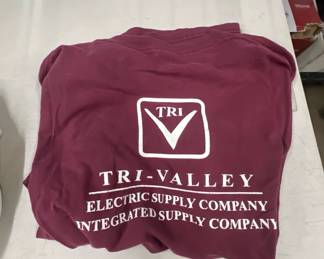 TRI
TRI-VALLEY
ELECTRIC SUPPLY COMPANY
INTEGRATED SUPPLY COMPANY